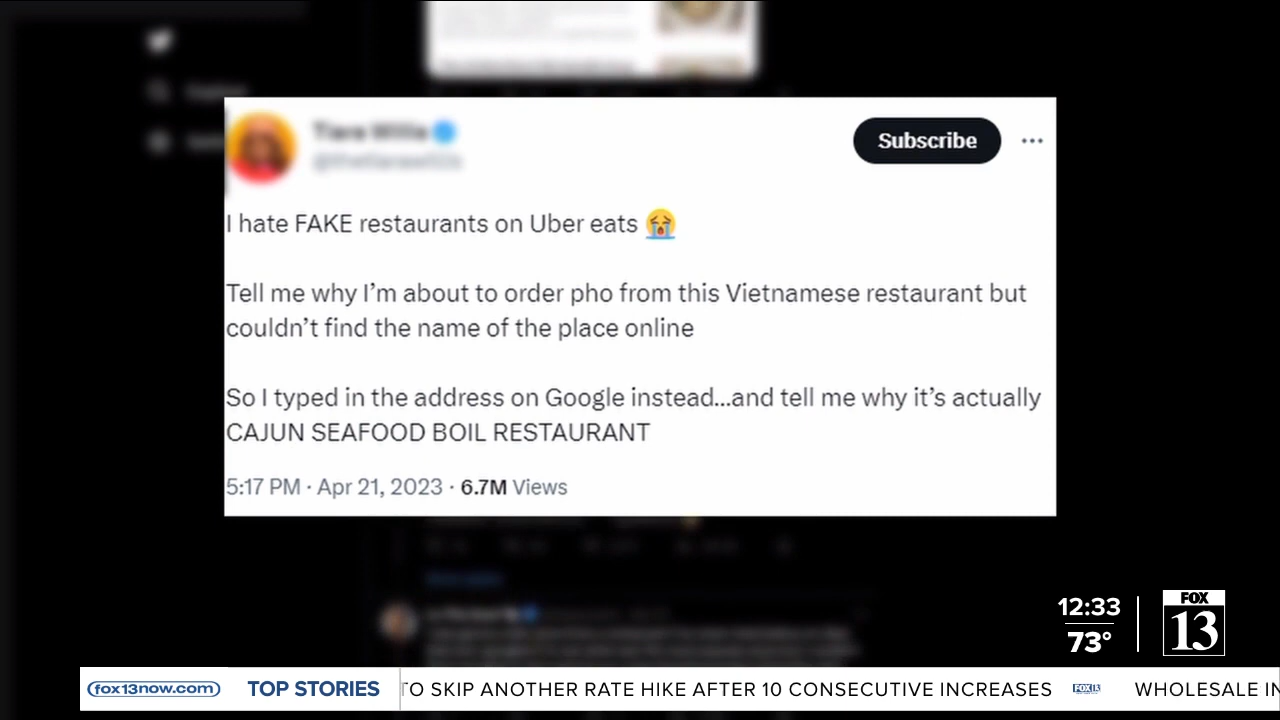 Subscribe
I hate FAKE restaurants on Uber eats 😭
Tell me why I’m about to order pho from this Vietnamese restaurant but
couldn’t find the name of the place online
So I typed in the address on Google instead...and tell me why it’s actually
CAJUN SEAFOOD BOIL RESTAURANT
5:17 PM · Apr 21, 2023 · 6.7M Views
12:33
73°
FOX
13
fox13now.com TOP STORIES TO SKIP ANOTHER RATE HIKE AFTER 10 CONSECUTIVE INCREASES FOX 13 WHOLESALE